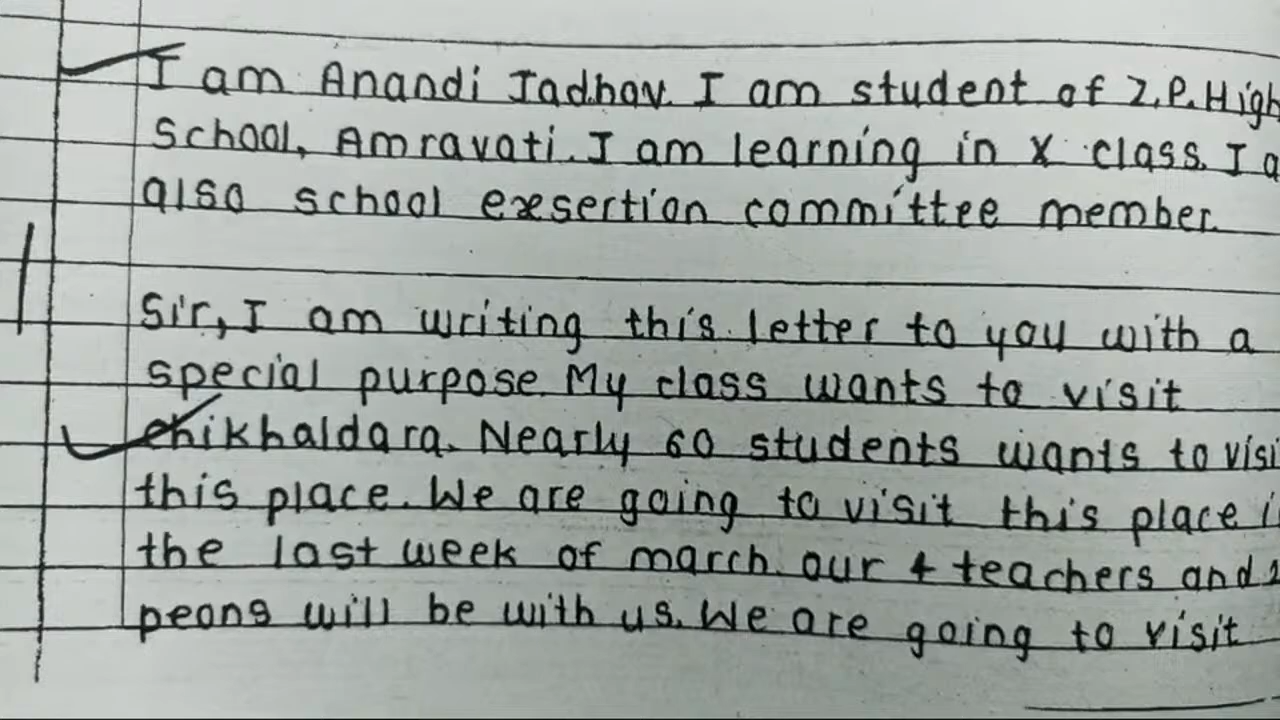 I am Anandi Jadhav. I am student of Z.P. High
School, Amravati. I am learning in X class. I a
also school exsertion committee member.
Sir, I am writing this letter to you with a
special purpose. My class wants to visit
chikhaldara. Nearly 60 students wants to visi
this place. We are going to visit this place i
the last week of march. our 4 teachers and 2
peons will be with us. We are going to visit